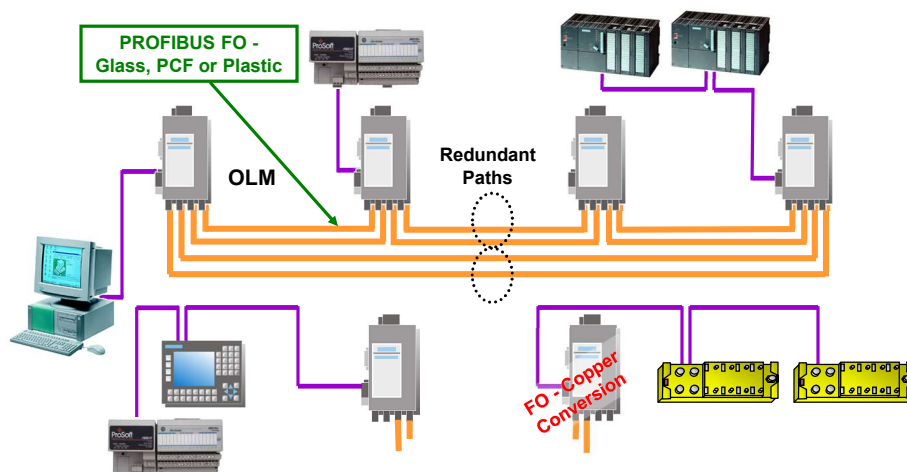 PROFIBUS FO -
Glass, PCF or Plastic
ProSoft
OLM
Redundant
Paths
FO - Copper
Conversion
ProSoft